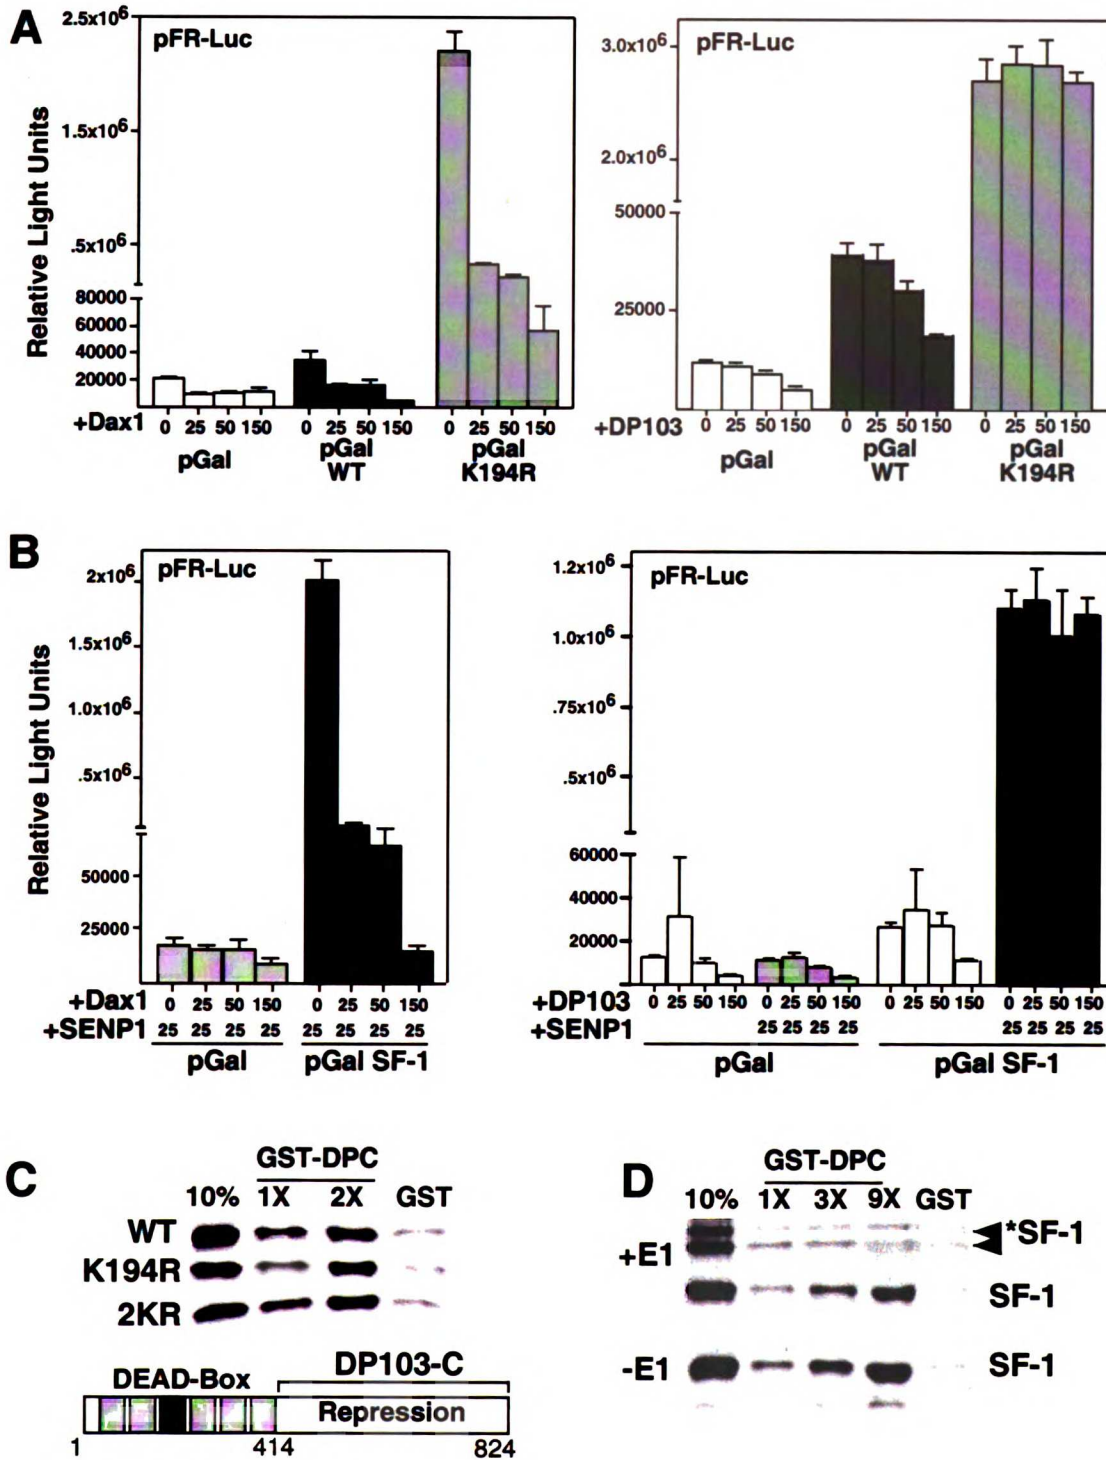 A
pFR-Luc
Relative Light Units
2.5x10⁶
1.5x10⁶
.5x10⁶
80000
60000
40000
20000
+Dax1 0 25 50 150 0 25 50 150 0 25 50 150
pGal
pGal WT
pGal K194R
pFR-Luc
3.0x10⁶
2.0x10⁶
50000
25000
+DP103 0 25 50 150 0 25 50 150 0 25 50 150
pGal
pGal WT
pGal K194R
B
pFR-Luc
Relative Light Units
2x10⁶
1.5x10⁶
1.0x10⁶
.5x10⁶
50000
25000
+Dax1 0 25 50 150 0 25 50 150
+SENP1 25 25 25 25 25 25 25 25
pGal
pGal SF-1
pFR-Luc
1.2x10⁶
1.0x10⁶
.75x10⁶
.5x10⁶
60000
40000
20000
+DP103 0 25 50 150 0 25 50 150 0 25 50 150 0 25 50 150
+SENP1 25 25 25 25 25 25 25 25
pGal
pGal SF-1
C
GST-DPC
10% 1X 2X GST
WT
K194R
2KR
DEAD-Box
DP103-C
Repression
1 414 824
D
GST-DPC
10% 1X 3X 9X GST
+E1
*SF-1
SF-1
-E1
SF-1